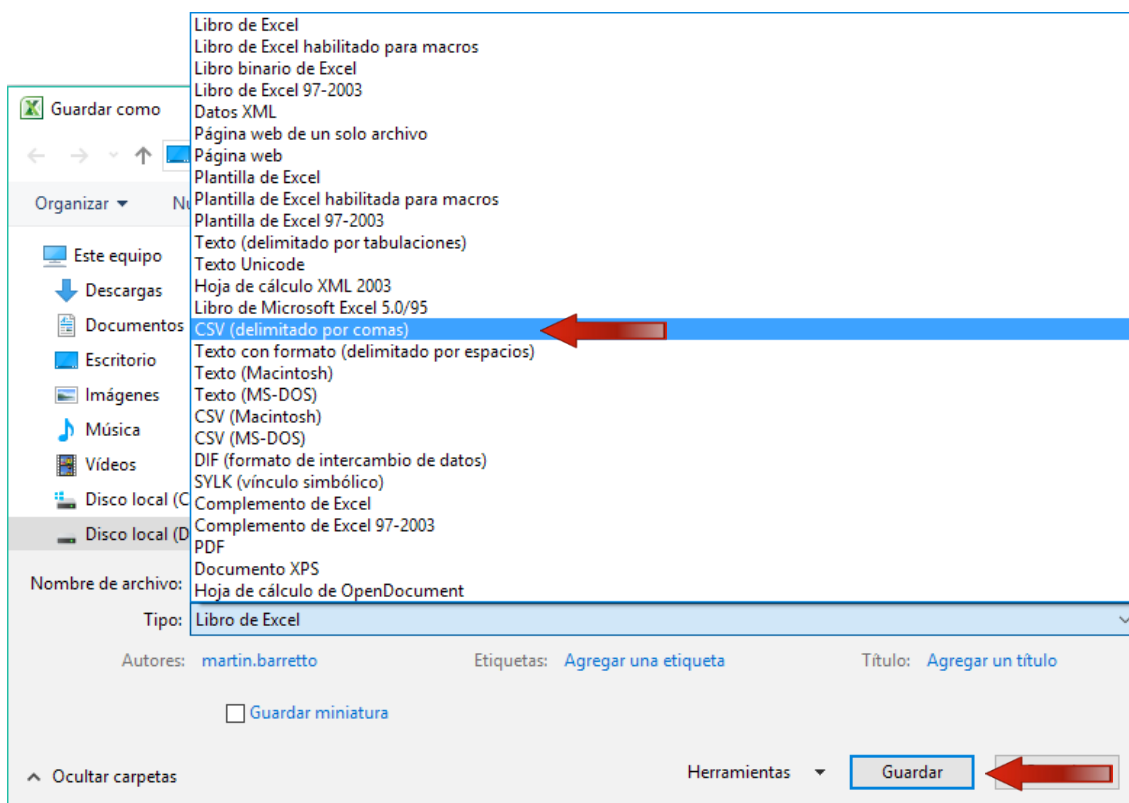 Libro de Excel
Libro de Excel habilitado para macros
Libro binario de Excel
Libro de Excel 97-2003
Guardar como
Datos XML
Página web de un solo archivo
Página web
Plantilla de Excel
Organizar
Plantilla de Excel habilitada para macros
Plantilla de Excel 97-2003
Texto (delimitado por tabulaciones)
Este equipo
Texto Unicode
Descargas
Hoja de cálculo XML 2003
Libro de Microsoft Excel 5.0/95
Documentos
CSV (delimitado por comas)
Texto con formato (delimitado por espacios)
Escritorio
Texto (Macintosh)
Imágenes
Texto (MS-DOS)
CSV (Macintosh)
Música
CSV (MS-DOS)
Vídeos
DIF (formato de intercambio de datos)
SYLK (vínculo simbólico)
Disco local (C
Complemento de Excel
Complemento de Excel 97-2003
Disco local (D
PDF
Documento XPS
Nombre de archivo:
Hoja de cálculo de OpenDocument
Tipo: Libro de Excel
Autores: martin.barretto Etiquetas: Agregar una etiqueta Título: Agregar un título
Guardar miniatura
Ocultar carpetas Herramientas Guardar